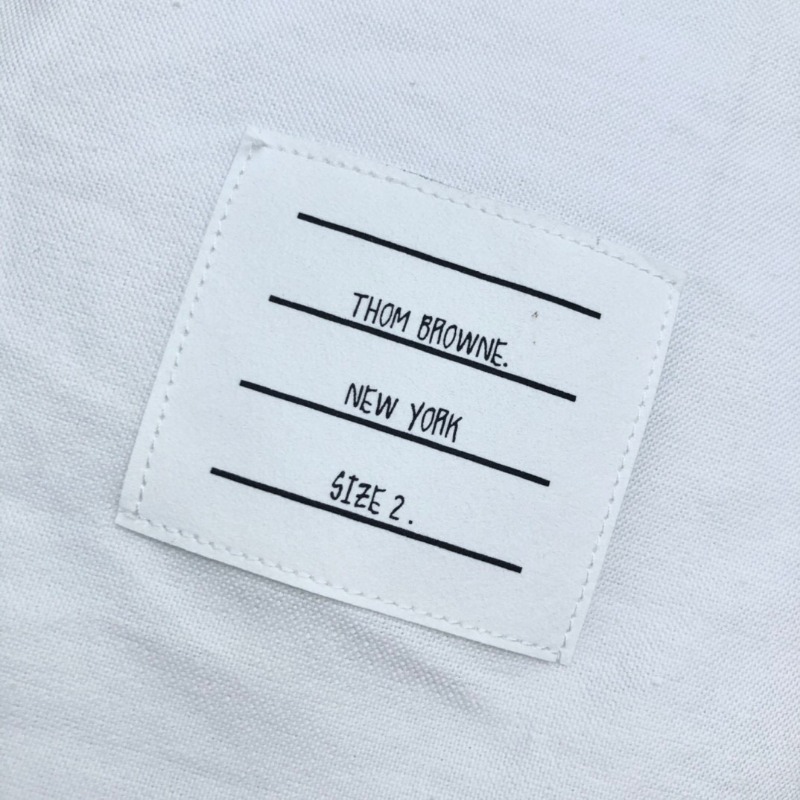 THOM BROWNE.
NEW YORK
SIZE 2.